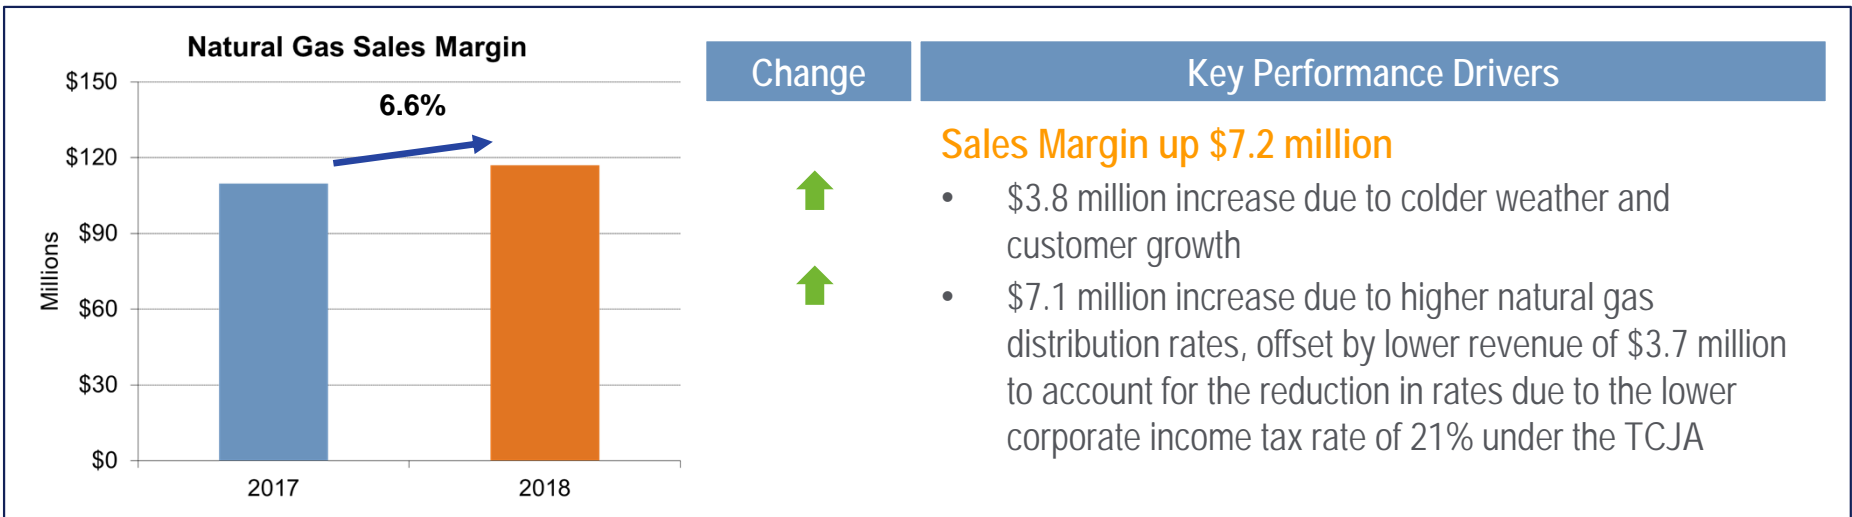 Natural Gas Sales Margin
$150
$120
$90
$60
$30
$0
Millions
6.6%
2017
2018
Change
Key Performance Drivers
Sales Margin up $7.2 million
• $3.8 million increase due to colder weather and
customer growth
• $7.1 million increase due to higher natural gas
distribution rates, offset by lower revenue of $3.7 million
to account for the reduction in rates due to the lower
corporate income tax rate of 21% under the TCJA